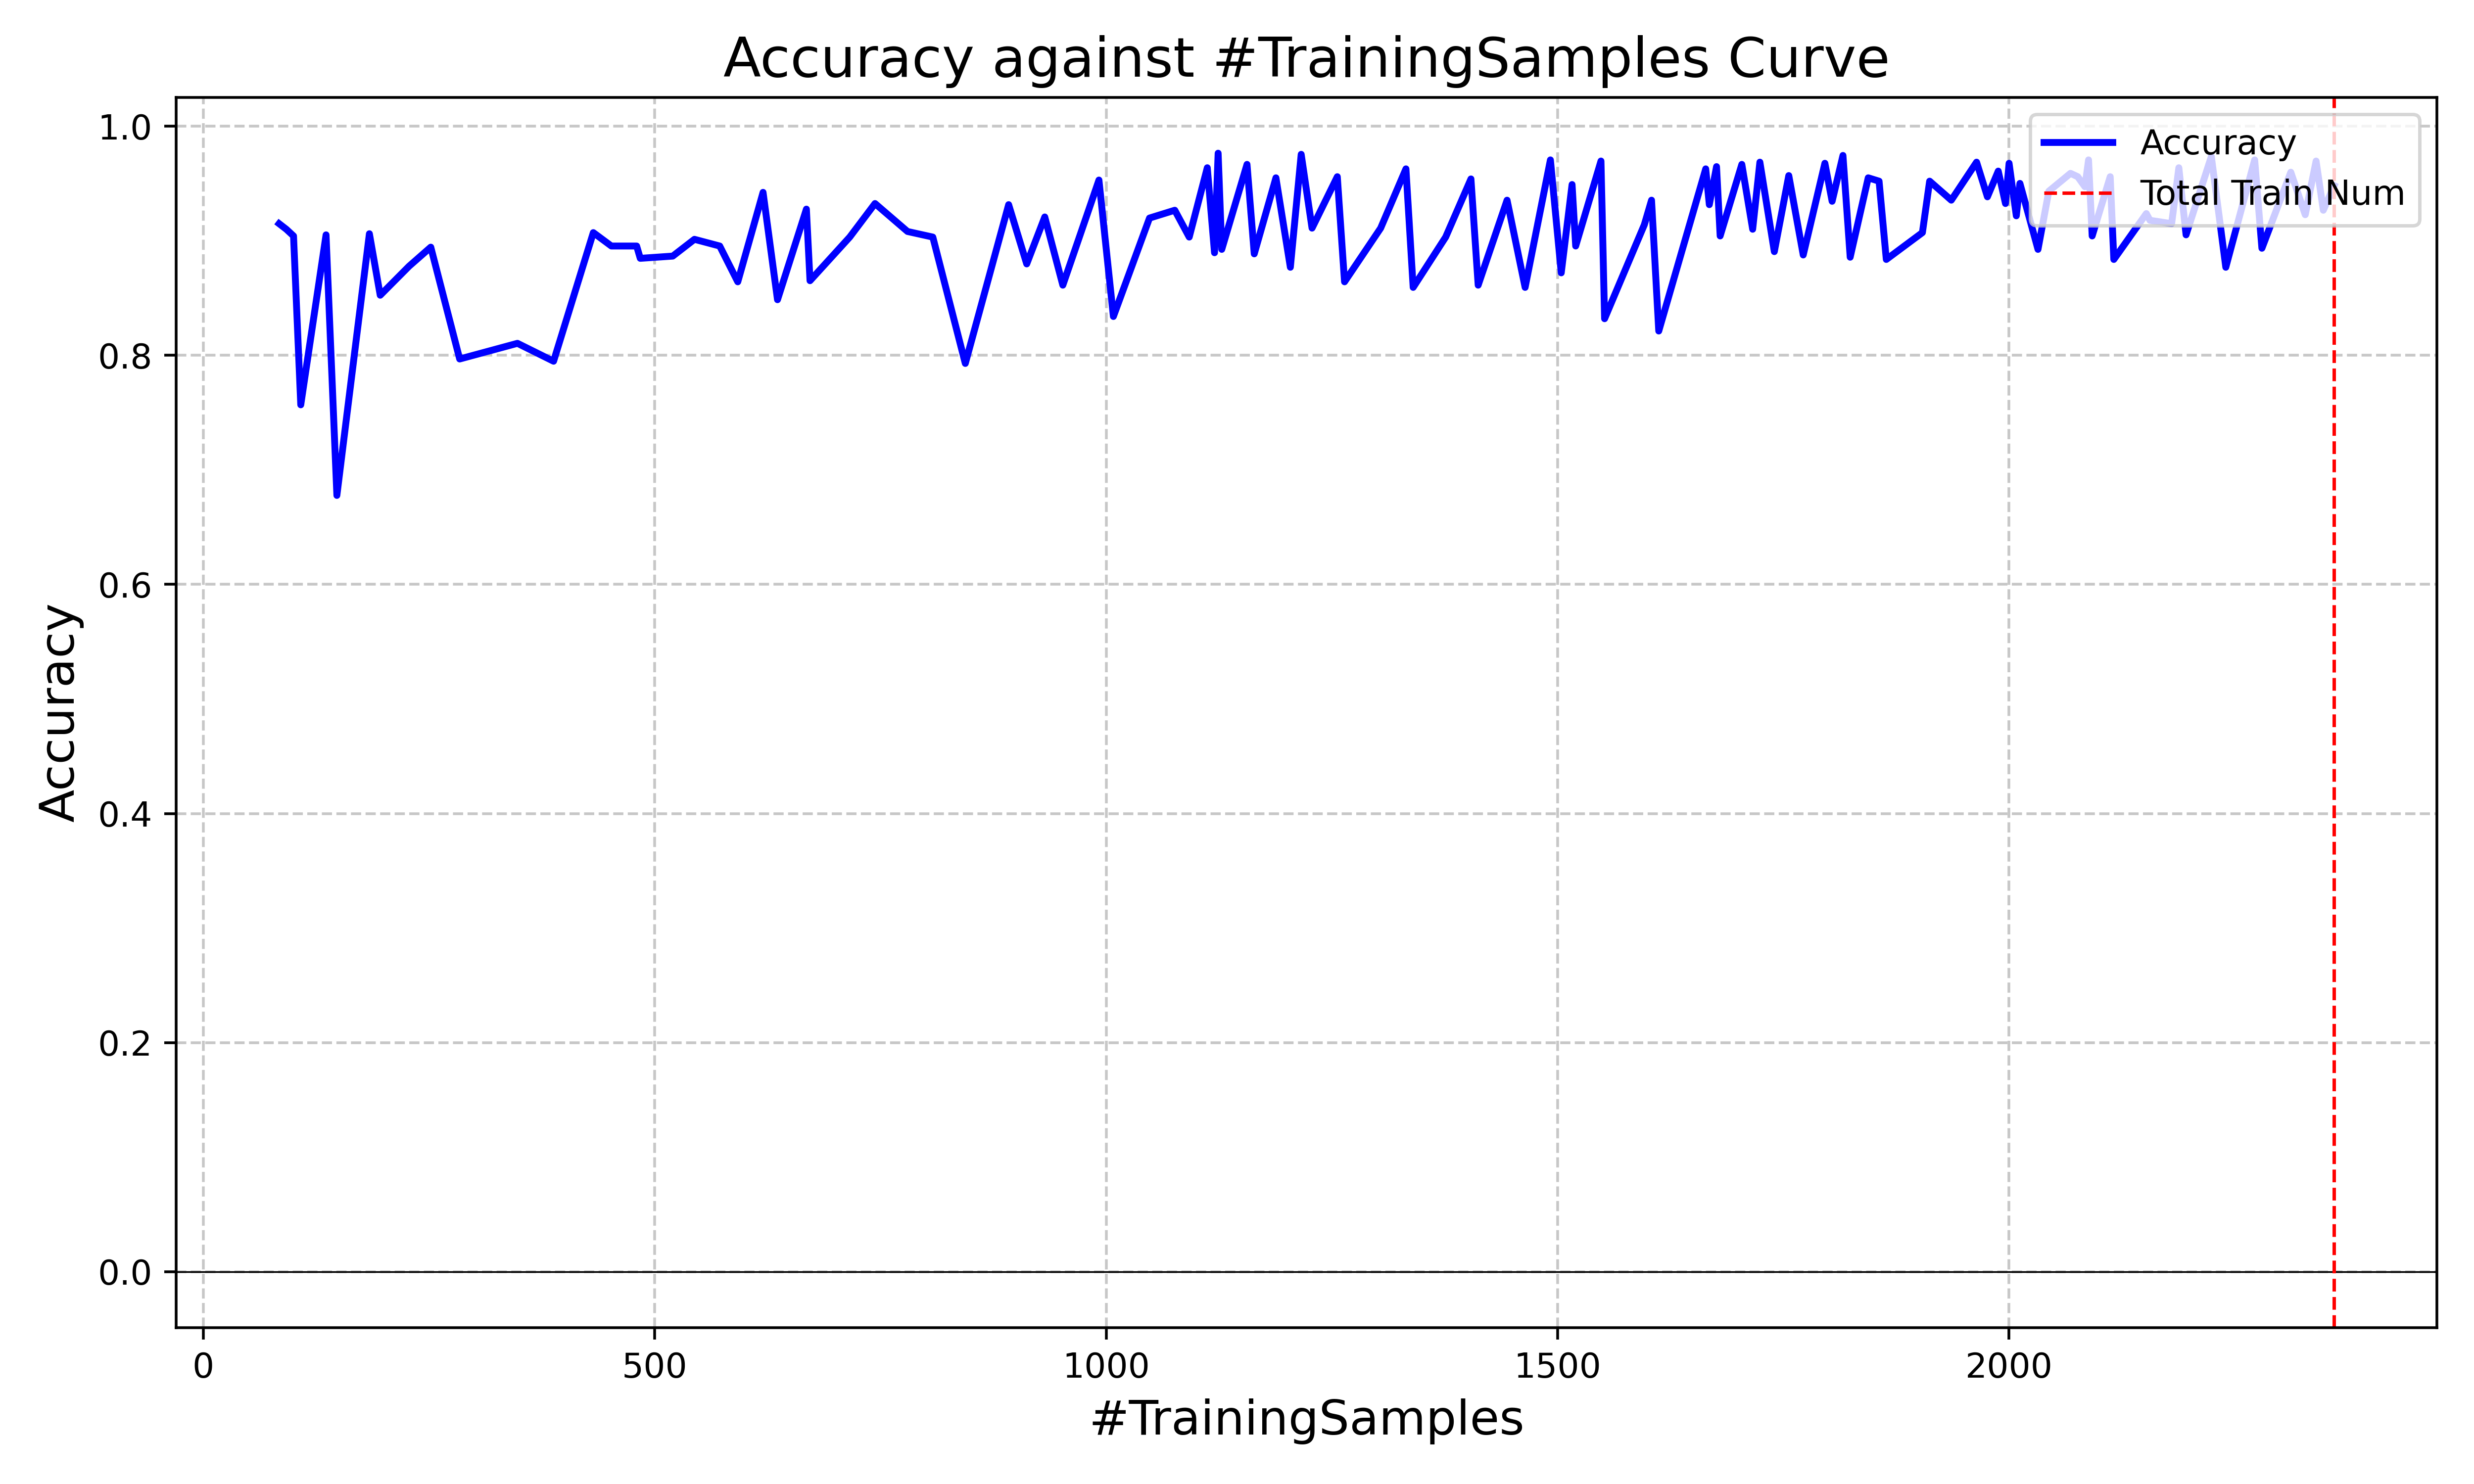 Accuracy against #TrainingSamples Curve
Accuracy
Total Train Num
Accuracy
1.0
0.8
0.6
0.4
0.2
0.0
0 500 1000 1500 2000
#TrainingSamples